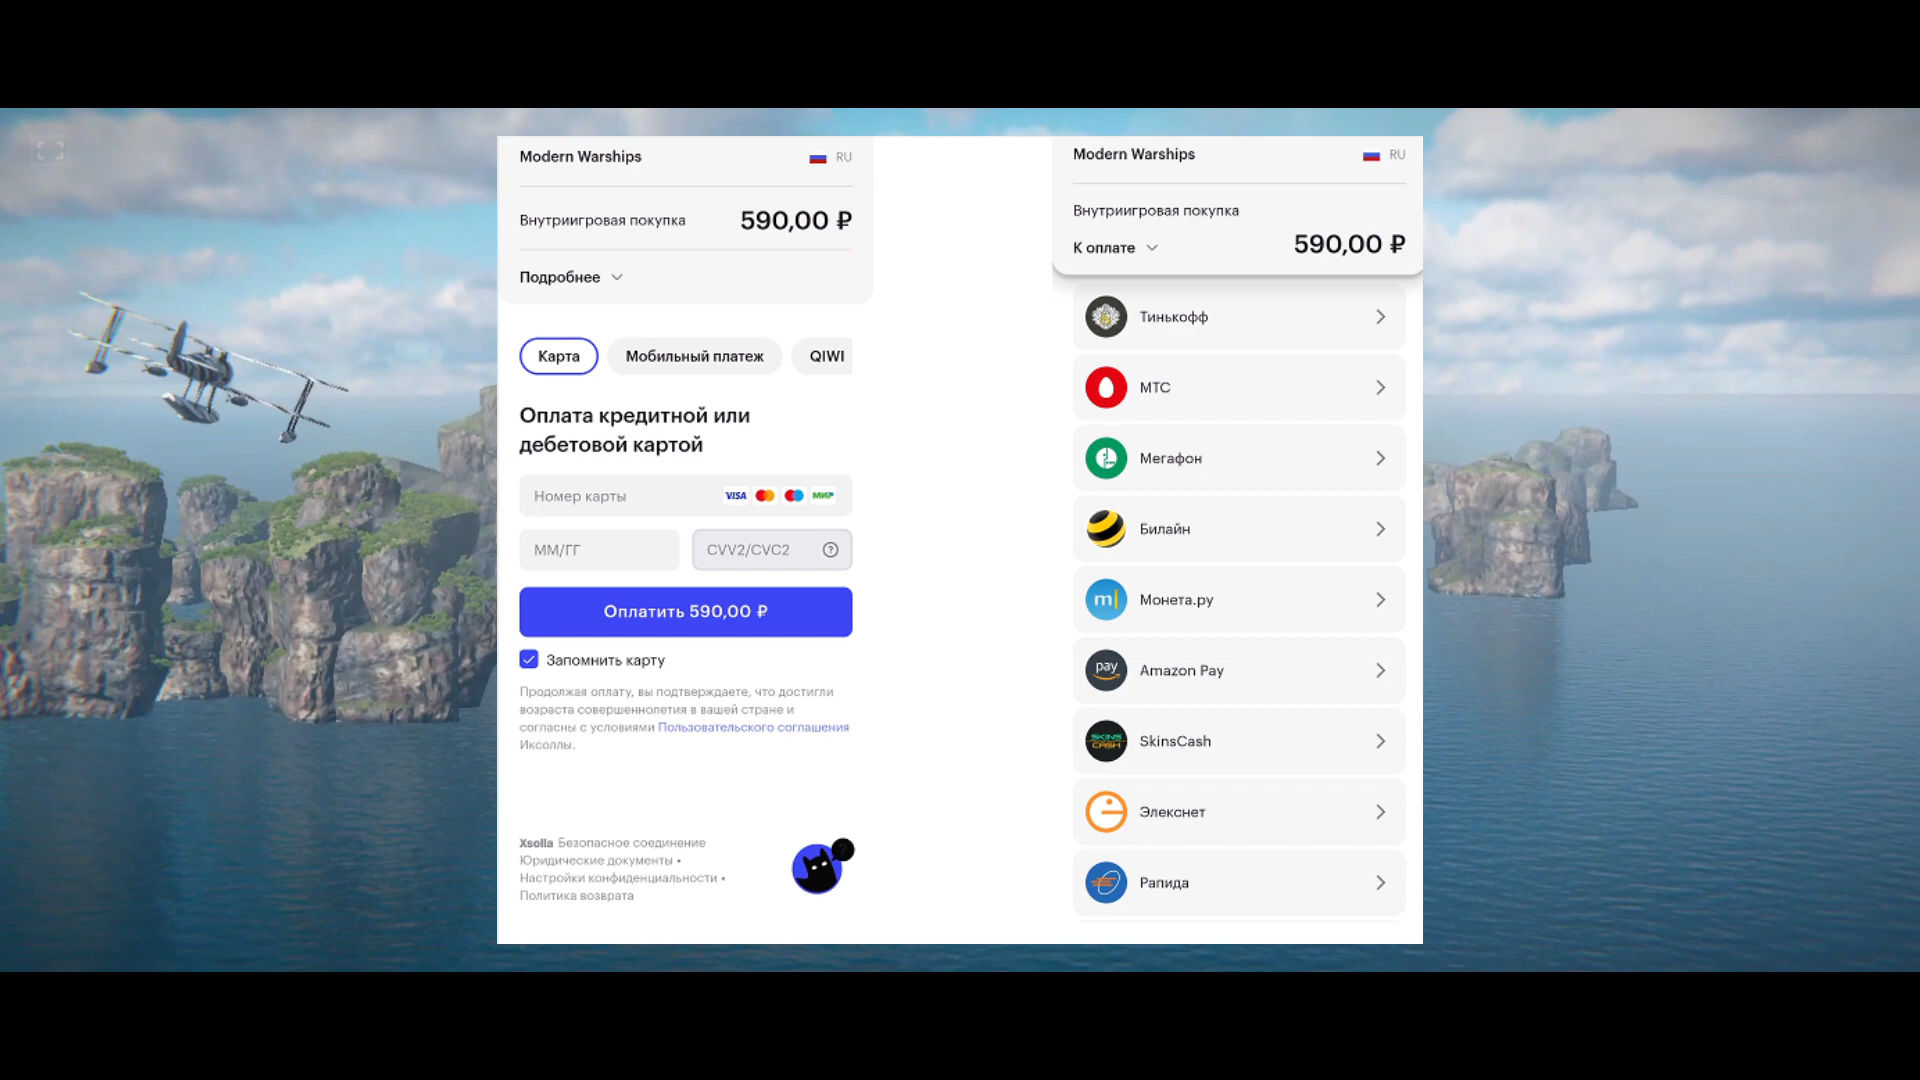 Modern Warships
RU
Внутриигровая покупка
590,00 ₽
Подробнее
Карта
Мобильный платеж
QIWI
Оплата кредитной или
дебетовой картой
Номер карты
VISA
МИР
ММ/ГГ
CVV2/CVC2
?
Оплатить 590,00 ₽
Запомнить карту
Продолжая оплату, вы подтверждаете, что достигли
возраста совершеннолетия в вашей стране и
согласны с условиями Пользовательского соглашения
Иксоллы.
Xsolla Безопасное соединение
Юридические документы •
Настройки конфиденциальности •
Политика возврата
Modern Warships
RU
Внутриигровая покупка
К оплате
590,00 ₽
Тинькофф
МТС
Мегафон
Билайн
m|
Монета.ру
pay
Amazon Pay
SKINS
CASH
SkinsCash
Элекснет
Рапида